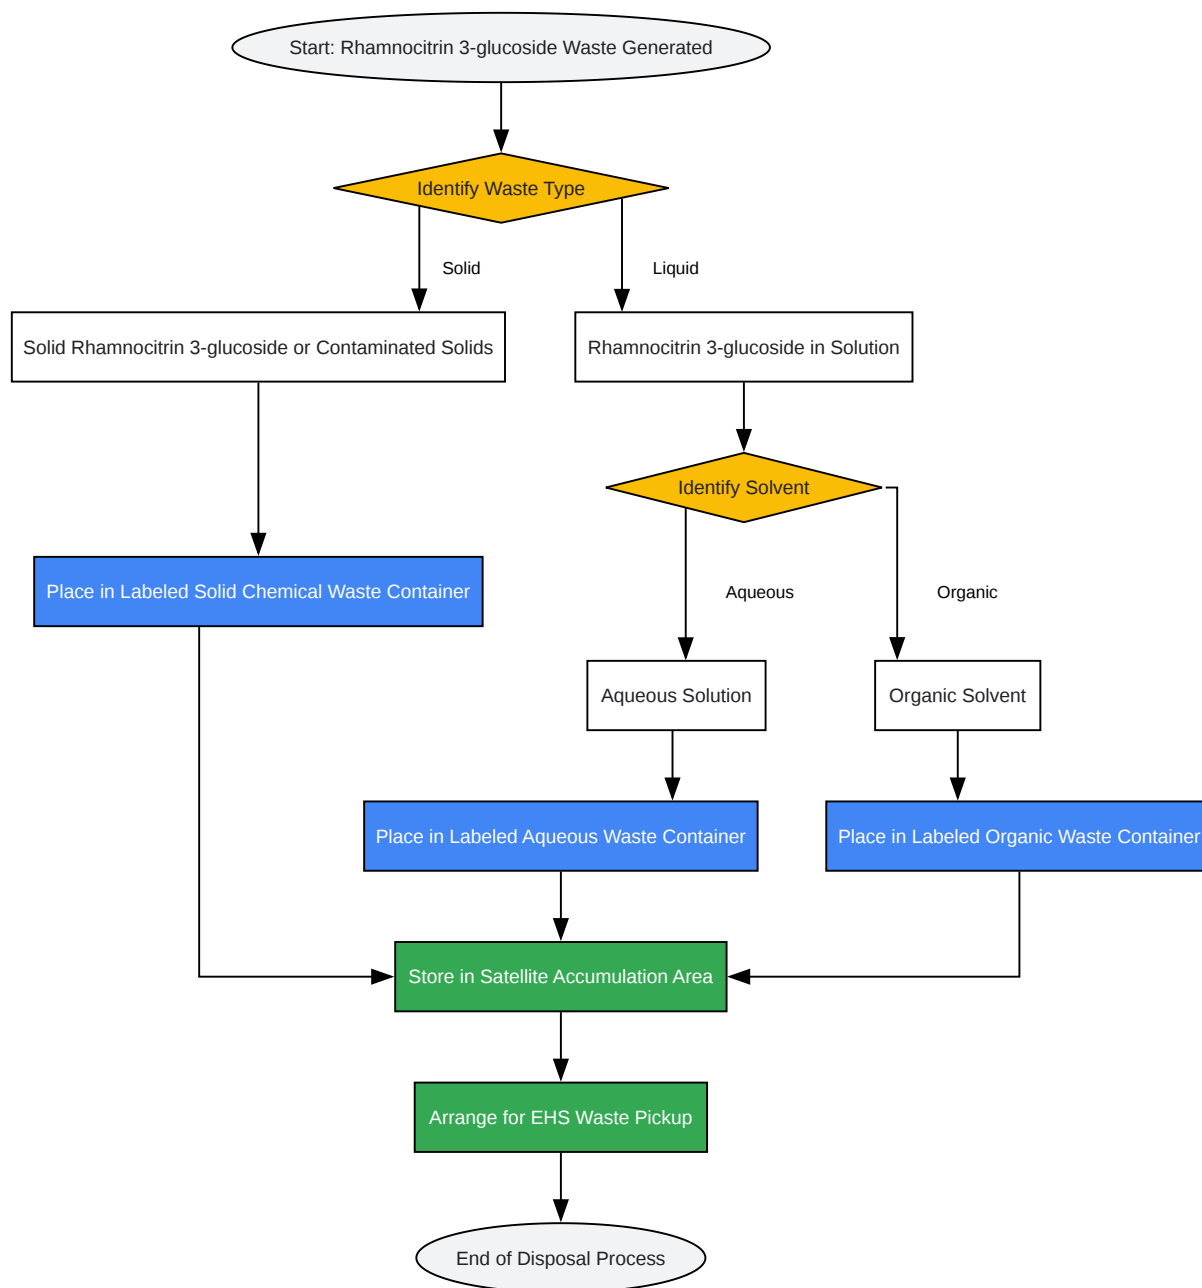 Start: Rhamnocitrin 3-glucoside Waste Generated
Identify Waste Type
Solid
Liquid
Solid Rhamnocitrin 3-glucoside or Contaminated Solids
Rhamnocitrin 3-glucoside in Solution
Identify Solvent
Place in Labeled Solid Chemical Waste Container
Aqueous
Organic
Aqueous Solution
Organic Solvent
Place in Labeled Aqueous Waste Container
Place in Labeled Organic Waste Container
Store in Satellite Accumulation Area
Arrange for EHS Waste Pickup
End of Disposal Process